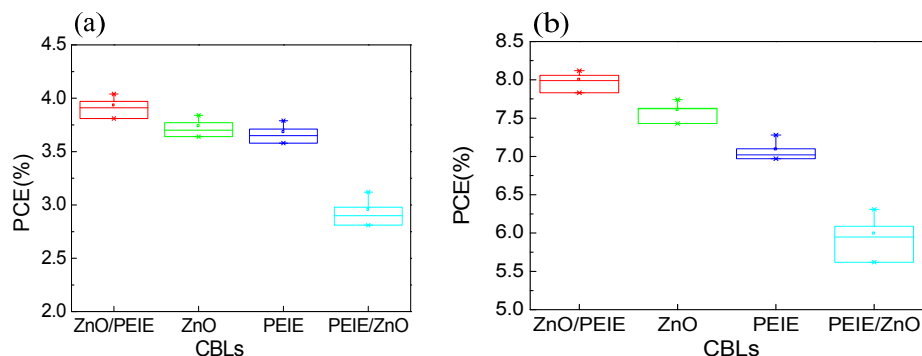 (a)
PCE(%)
4.5
4.0
3.5
3.0
2.5
2.0
ZnO/PEIE ZnO PEIE PEIE/ZnO
CBLs
(b)
PCE(%)
8.5
8.0
7.5
7.0
6.5
6.0
5.5
5.0
ZnO/PEIE ZnO PEIE PEIE/ZnO
CBLs